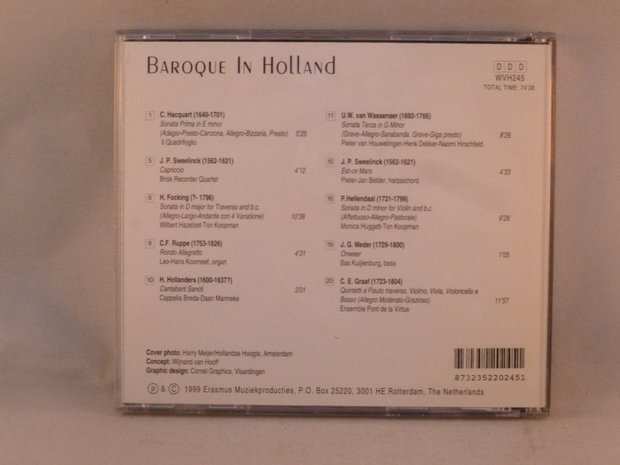 BAROQUE IN HOLLAND
D D D
WVH245
TOTAL TIME: 74'38
1 C. Hacquart (1640-1701)
Sonata Prima in E minor
(Adagio-Presto-Canzona, Allegro-Bizzaria, Presto) 5'25
Il Quadrifoglio
5 J. P. Sweelinck (1562-1621)
Capriccio 4'12
Brisk Recorder Quartet
6 H. Focking (?- 1796)
Sonata in D major for Traverso and b.c.
(Allegro-Largo-Andante con 4 Variatione) 10'38
Wilbert Hazelzet-Ton Koopman
9 C.F. Ruppe (1753-1826)
Rondo Allegretto 4'31
Leo-Hans Koorneef, organ
10 H. Hollanders (1600-1637?)
Cantabant Sancti 3'01
Cappella Breda-Daan Manneke
11 U.W. van Wassenaer (1692-1766)
Sonata Terza in G Minor
(Grave-Allegro-Sarabanda, Grave-Giga presto) 8'26
Pieter van Houwelingen-Henk Dekker-Naomi Hirschfeld
15 J. P. Sweelinck (1562-1621)
Est-ce Mars 4'33
Pieter-Jan Belder, harpsichord
16 P.Hellendaal (1721-1799)
Sonata in D minor for Violin and b.c.
(Affettuoso-Allegro-Pastorale) 9'26
Monica Huggett-Ton Koopman
19 J. G. Meder (1729-1800)
Onweer 1'05
Bas Kuijlenburg, bass
20 C. E. Graaf (1723-1804)
Quintetti a Flauto traverso, Violino, Viola, Violoncello e
Basso (Allegro Moderato-Grazioso) 11'57
Ensemble Pont de la Virtue
Cover photo: Harry Meijer/Hollandse Hoogte, Amsterdam
Concept: Wijnand van Hooff
Graphic design: Cornel Graphics, Vlaardingen
8732352202451
Ⓟ & © 1999 Erasmus Muziekproducties, P.O. Box 25220, 3001 HE Rotterdam, The Netherlands